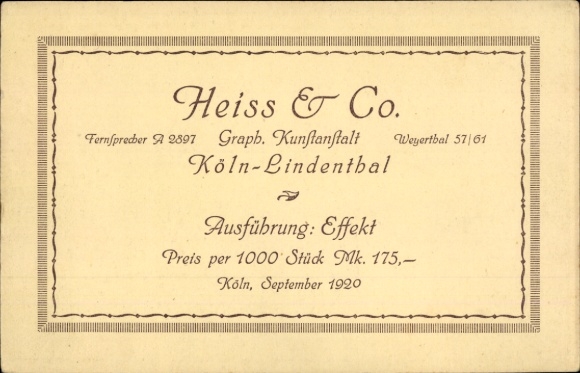 Heiss & Co.
Fernsprecher A 2897 Graph. Kunſtanſtalt Weyerthal 57/61
Köln-Lindenthal
Ausführung: Effekt
Preis per 1000 Stück Mk. 175,—
Köln, September 1920